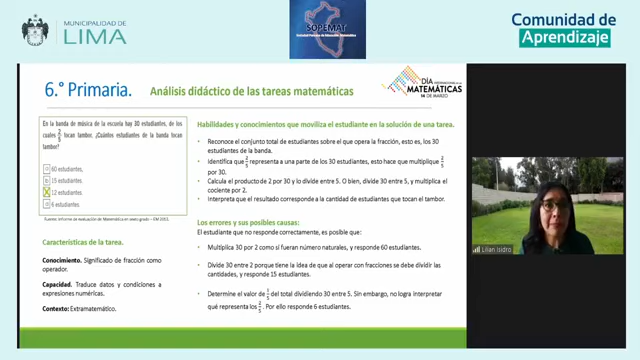 MUNICIPALIDAD DE
LIMA
SOPEMAT
Comunidad de
Aprendizaje
6.° Primaria.
Análisis didáctico de las tareas matemáticas
DÍA
MATEMÁTICAS
14 DE MARZO
En la banda de música de la escuela hay 30 estudiantes, de
los cuales 2/5 tocan tambor. ¿Cuántos estudiantes de la banda tocan
tambor?
60 estudiantes.
15 estudiantes.
12 estudiantes.
6 estudiantes.
Fuente: Informe de evaluación de Matemática en sexto grado – EM 2013.
Características de la tarea.
Conocimiento. Significado de fracción como
operador.
Capacidad. Traduce datos y condiciones a
expresiones numéricas.
Contexto: Extramatemático.
Habilidades y conocimientos que moviliza el estudiante en la solución de una tarea.
• Reconoce el conjunto total de estudiantes sobre el que opera la fracción, esto es, los 30
estudiantes de la banda.
• Identifica que 2/5 representa a una parte de los 30 estudiantes, esto hace que multiplique 2/5
por 30.
• Calcula el producto de 2 por 30 y lo divide entre 5. O bien, divide 30 entre 5, y multiplica el
cociente por 2.
• Interpreta que el resultado corresponde a la cantidad de estudiantes que tocan el tambor.
Los errores y sus posibles causas:
El estudiante que no responde correctamente, es posible que:
• Multiplica 30 por 2 como si fueran número naturales, y responde 60 estudiantes.
• Divide 30 entre 2 porque tiene la idea de que al operar con fracciones se debe dividir las
cantidades, y responde 15 estudiantes.
• Determine el valor de 1/5 del total dividiendo 30 entre 5. Sin embargo, no logra interpretar
qué representa los 2/5. Por ello responde 6 estudiantes.
Lilian Isidro